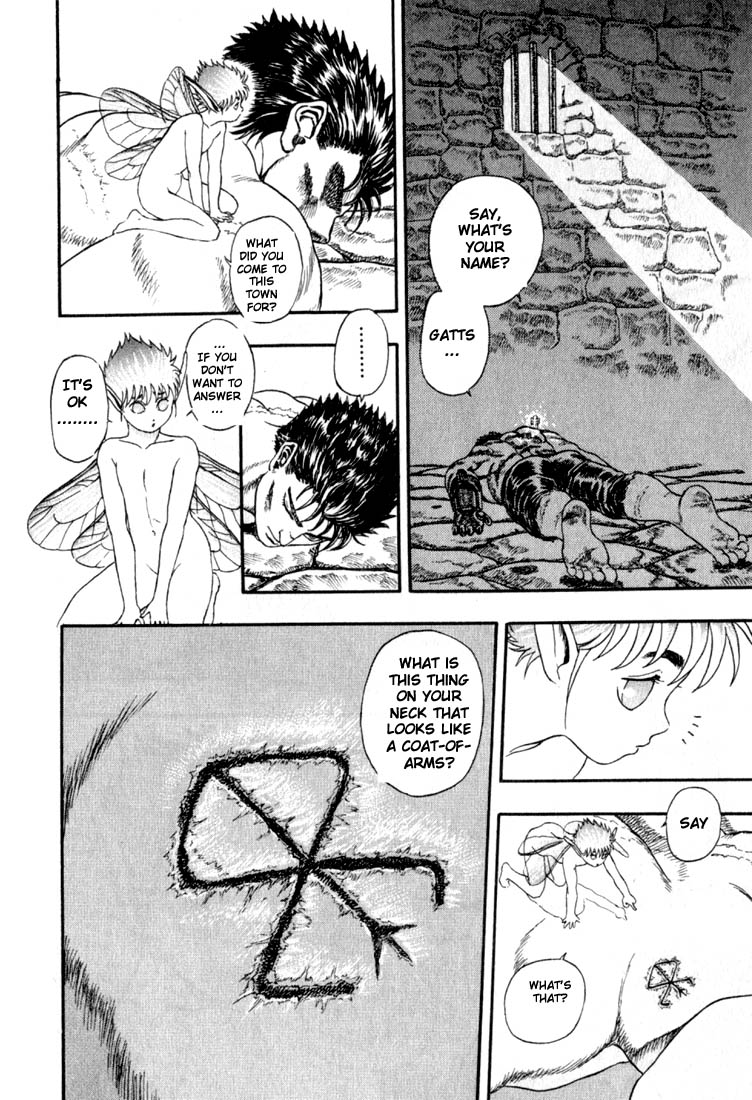 SAY,
WHAT'S
YOUR
NAME?
GATTS
...
WHAT
DID YOU
COME TO
THIS
TOWN
FOR?
.........
...
IF YOU
DON'T
WANT TO
ANSWER
...
IT'S
OK
........
SAY
WHAT'S
THAT?
WHAT IS
THIS THING
ON YOUR
NECK THAT
LOOKS LIKE
A COAT-OF-
ARMS?